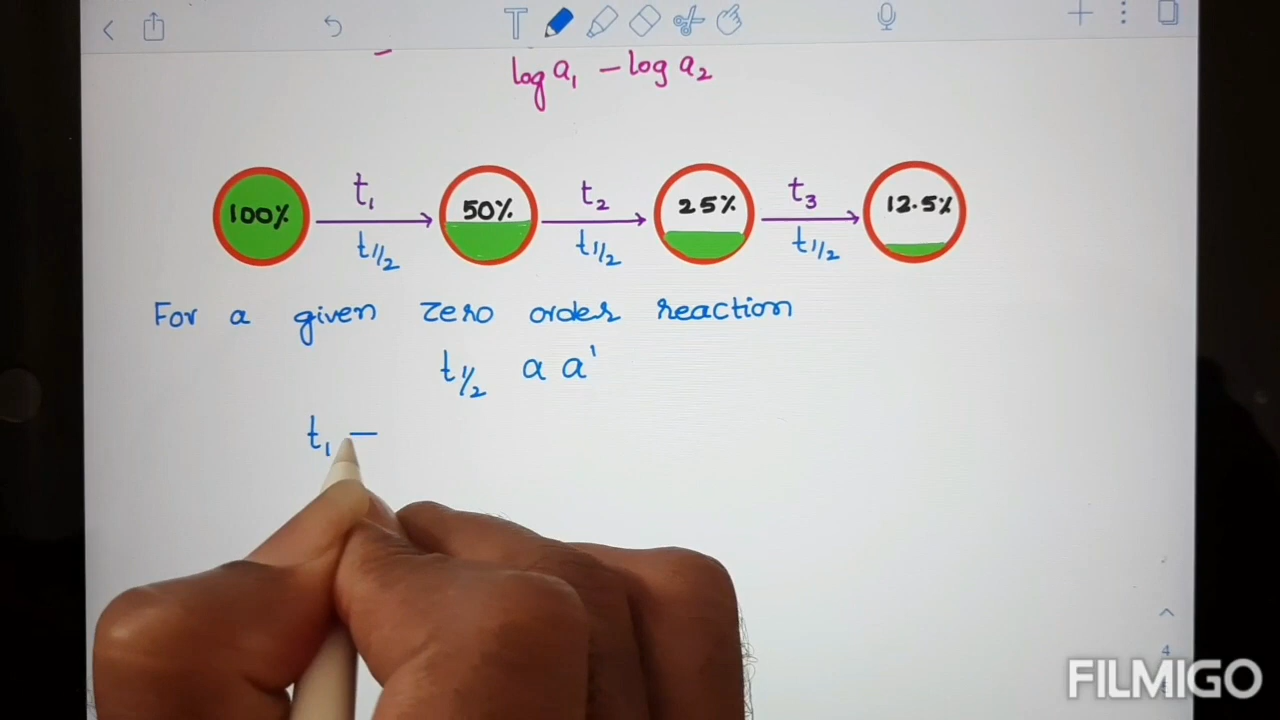 T
log a₁ - log a₂
100% t₁ t1/2 50% t₂ t1/2 25% t₃ t1/2 12.5%
For a given zero order reaction
t1/2 α a¹
t₁ -
4
FILMIGO